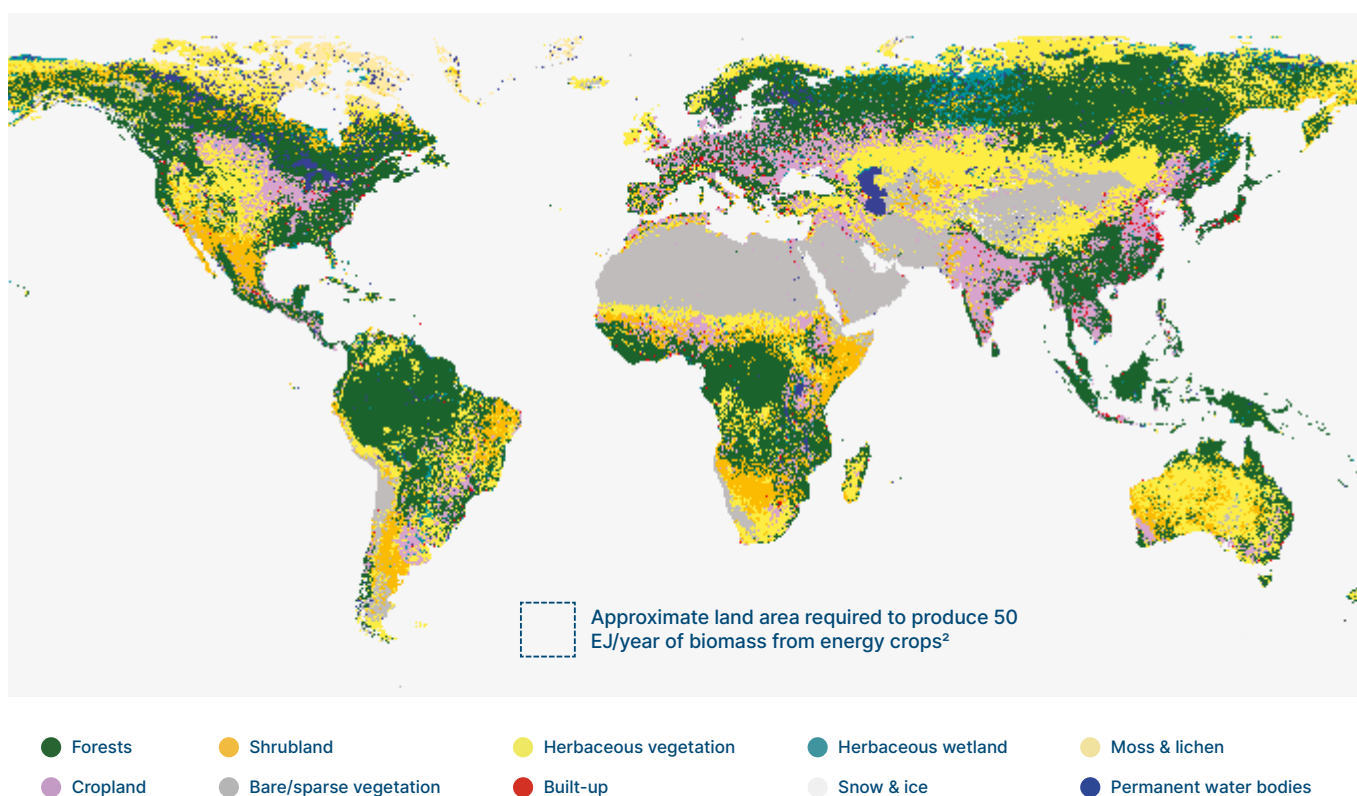 Approximate land area required to produce 50
EJ/year of biomass from energy crops²
Forests
Shrubland
Herbaceous vegetation
Herbaceous wetland
Moss & lichen
Cropland
Bare/sparse vegetation
Built-up
Snow & ice
Permanent water bodies